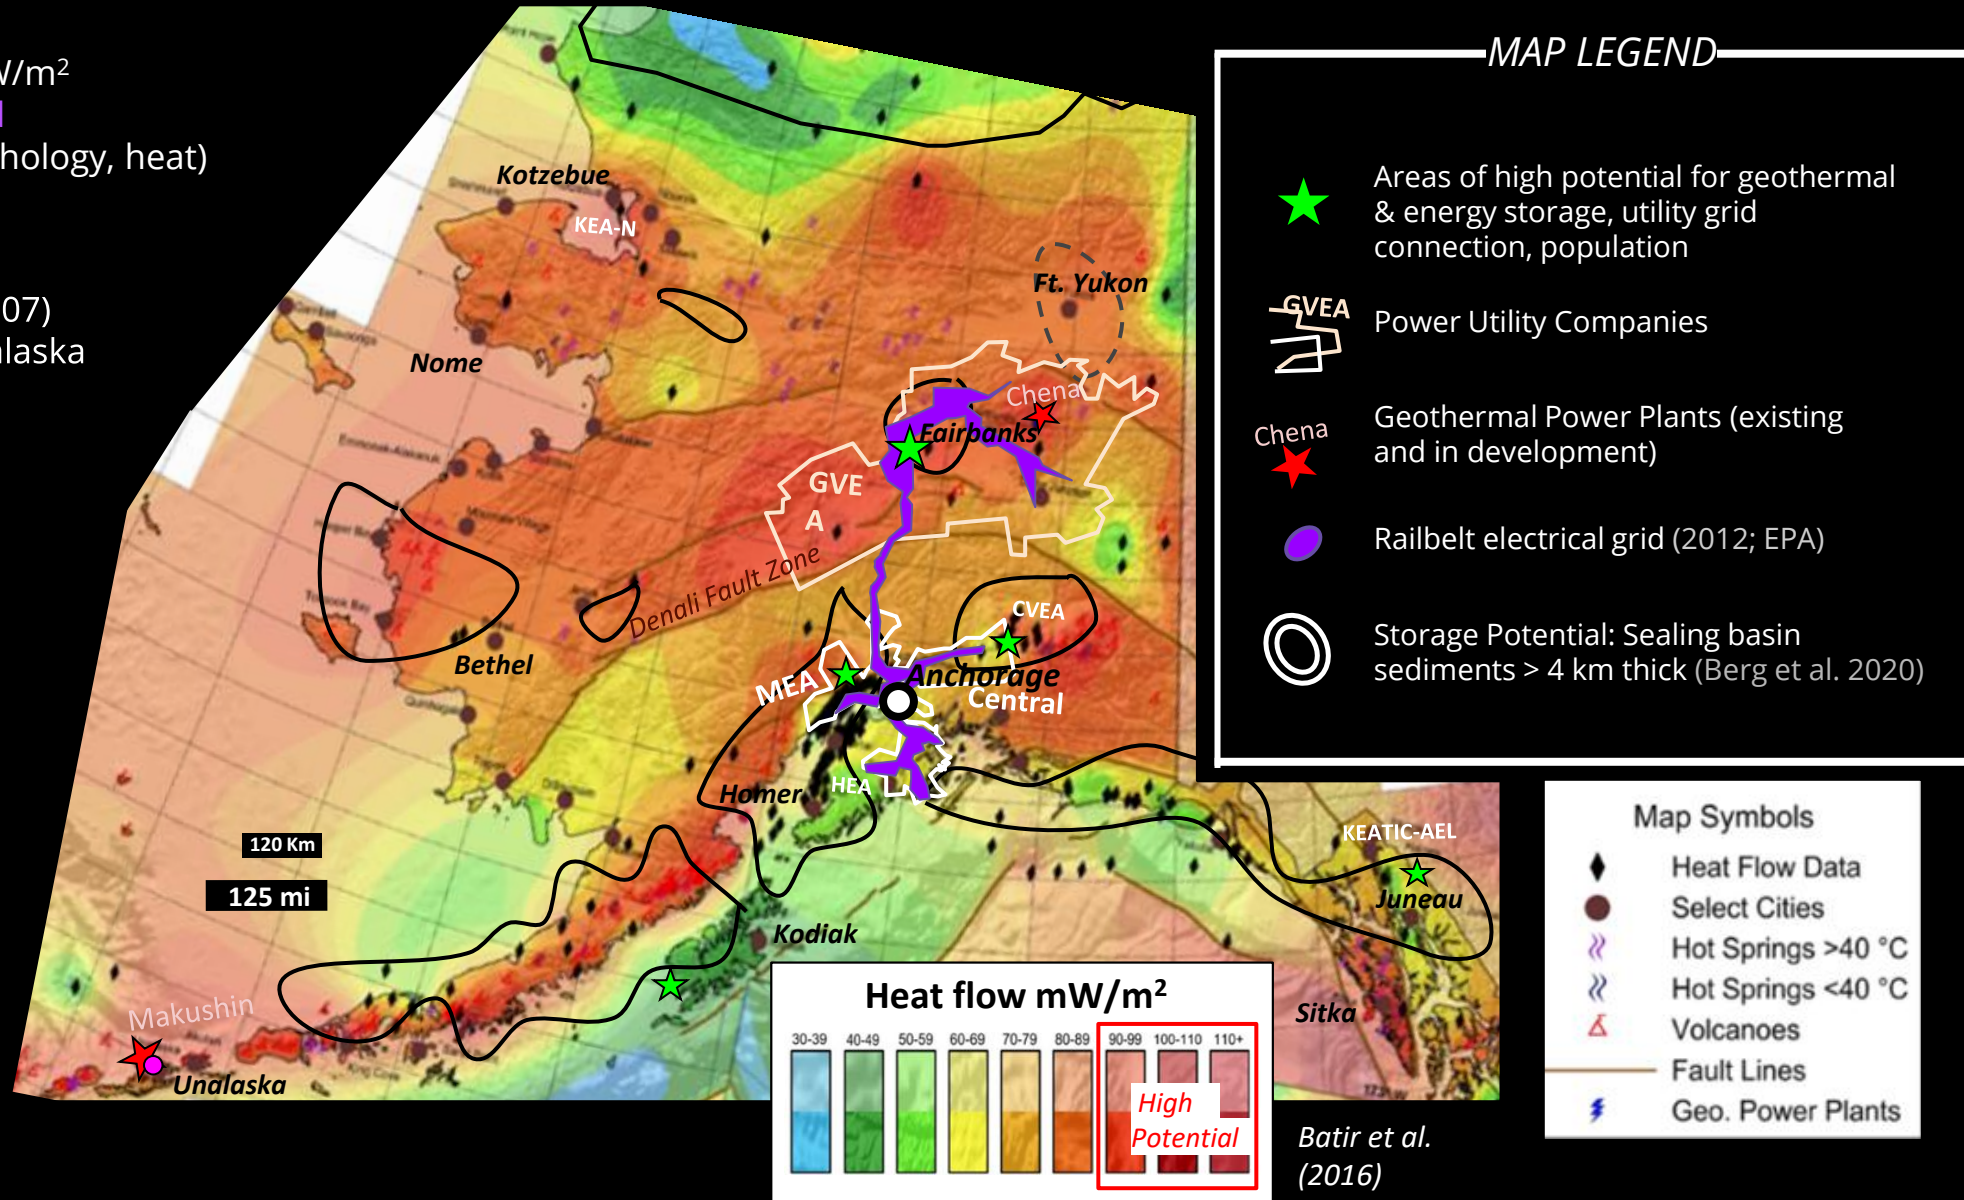 W/m²
hology, heat)
07)
alaska
Kotzebue
KEA-N
Ft. Yukon
Nome
Chena
Fairbanks
GVE
A
Denali Fault Zone
CVEA
Bethel
MEA
Anchorage
Central
Homer
HEA
120 Km
125 mi
KEATIC-AEL
Juneau
Kodiak
Makushin
Sitka
Unalaska
MAP LEGEND
Areas of high potential for geothermal
& energy storage, utility grid
connection, population
GVEA
Power Utility Companies
Chena
Geothermal Power Plants (existing
and in development)
Railbelt electrical grid (2012; EPA)
Storage Potential: Sealing basin
sediments > 4 km thick (Berg et al. 2020)
Map Symbols
Heat Flow Data
Select Cities
Hot Springs >40 °C
Hot Springs <40 °C
Volcanoes
Fault Lines
Geo. Power Plants
Heat flow mW/m²
30-39 40-49 50-59 60-69 70-79 80-89 90-99 100-110 110+
High
Potential
Batir et al.
(2016)